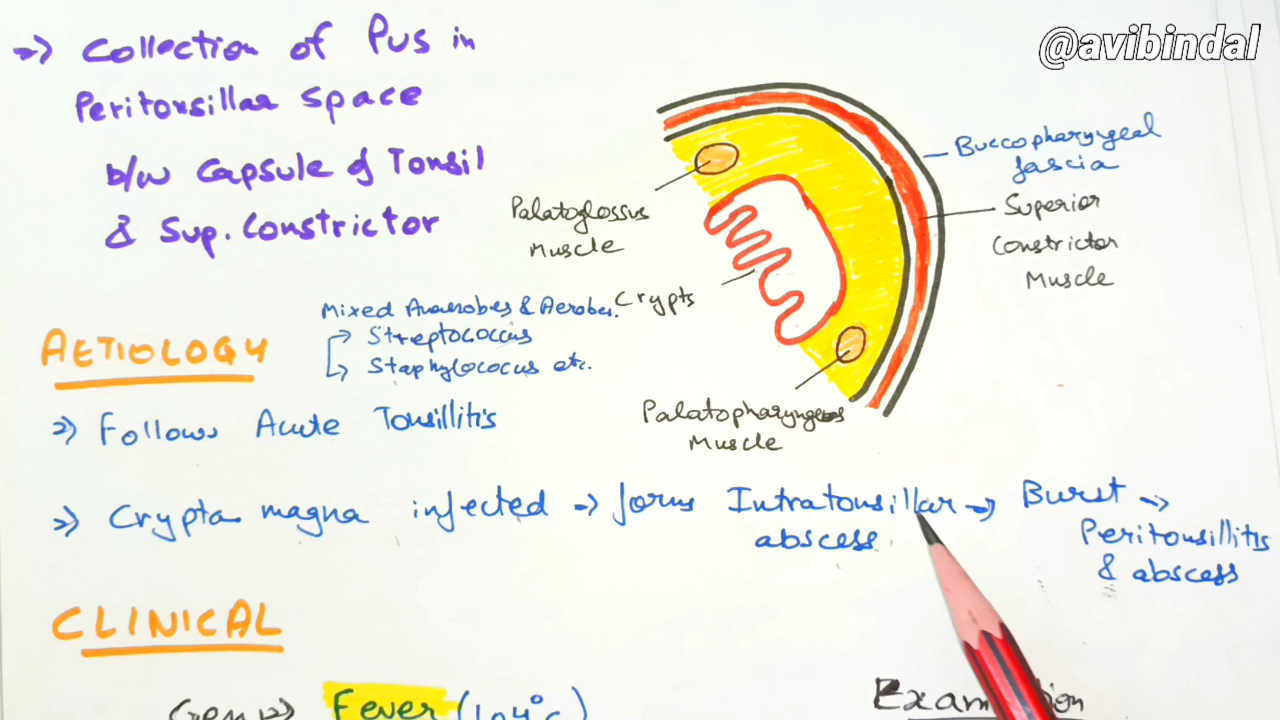 @avibindal
=> Collection of Pus in
Peritonsillar space
b/w Capsule of Tonsil
& Sup. Constrictor
Palatoglossus
Muscle
Crypts
Palatopharyngeus
Muscle
Buccopharyngeal
fascia
Superior
Constrictor
Muscle
AETIOLOGY
Mixed Anaerobes & Aerobes.
Streptococcus
Staphylococcus etc.
=> Follows Acute Tonsillitis
=> Crypta magna infected -> forms Intratonsillar -> Burst ->
abscess
Peritonsillitis
& abscess
CLINICAL
Fever (104°